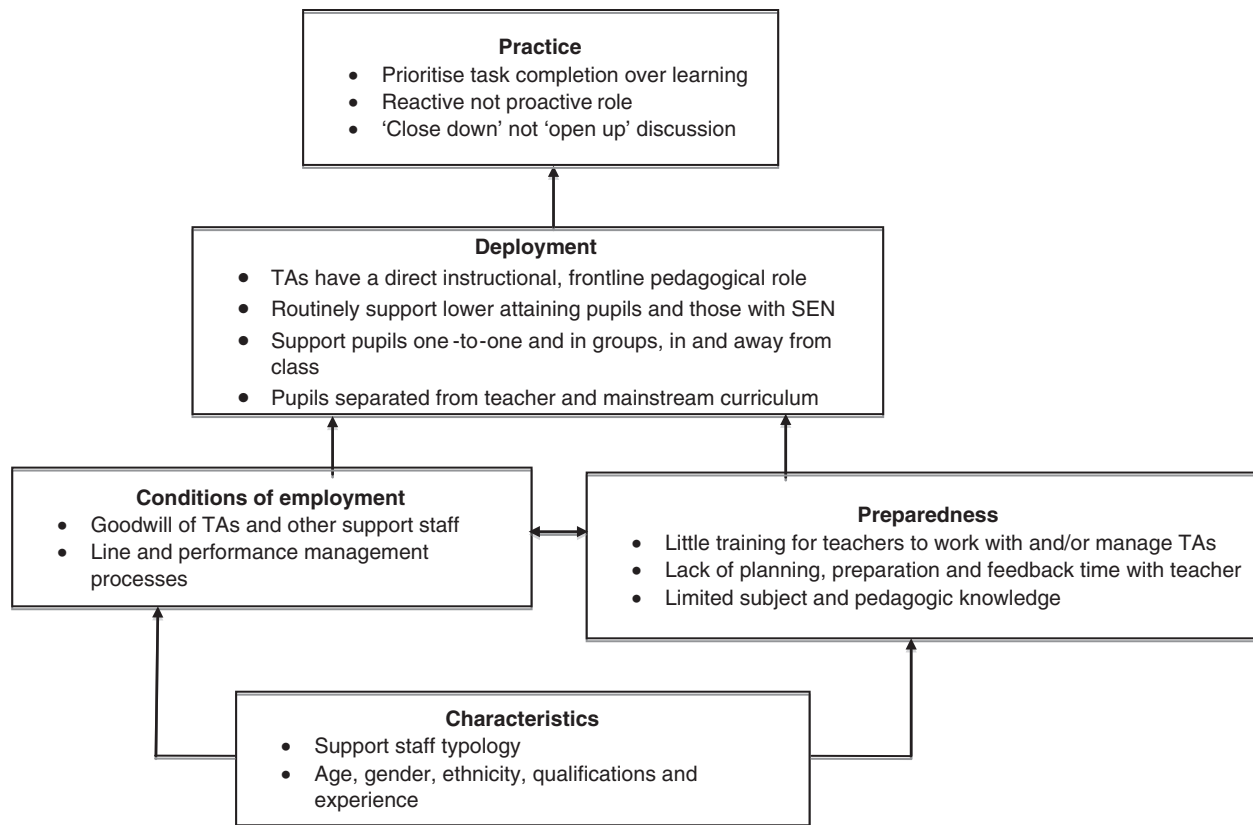 Practice
• Prioritise task completion over learning
• Reactive not proactive role
• ‘Close down’ not ‘open up’ discussion
Deployment
• TAs have a direct instructional, frontline pedagogical role
• Routinely support lower attaining pupils and those with SEN
• Support pupils one-to-one and in groups, in and away from
class
• Pupils separated from teacher and mainstream curriculum
Conditions of employment
• Goodwill of TAs and other support staff
• Line and performance management
processes
Preparedness
• Little training for teachers to work with and/or manage TAs
• Lack of planning, preparation and feedback time with teacher
• Limited subject and pedagogic knowledge
Characteristics
• Support staff typology
• Age, gender, ethnicity, qualifications and
experience